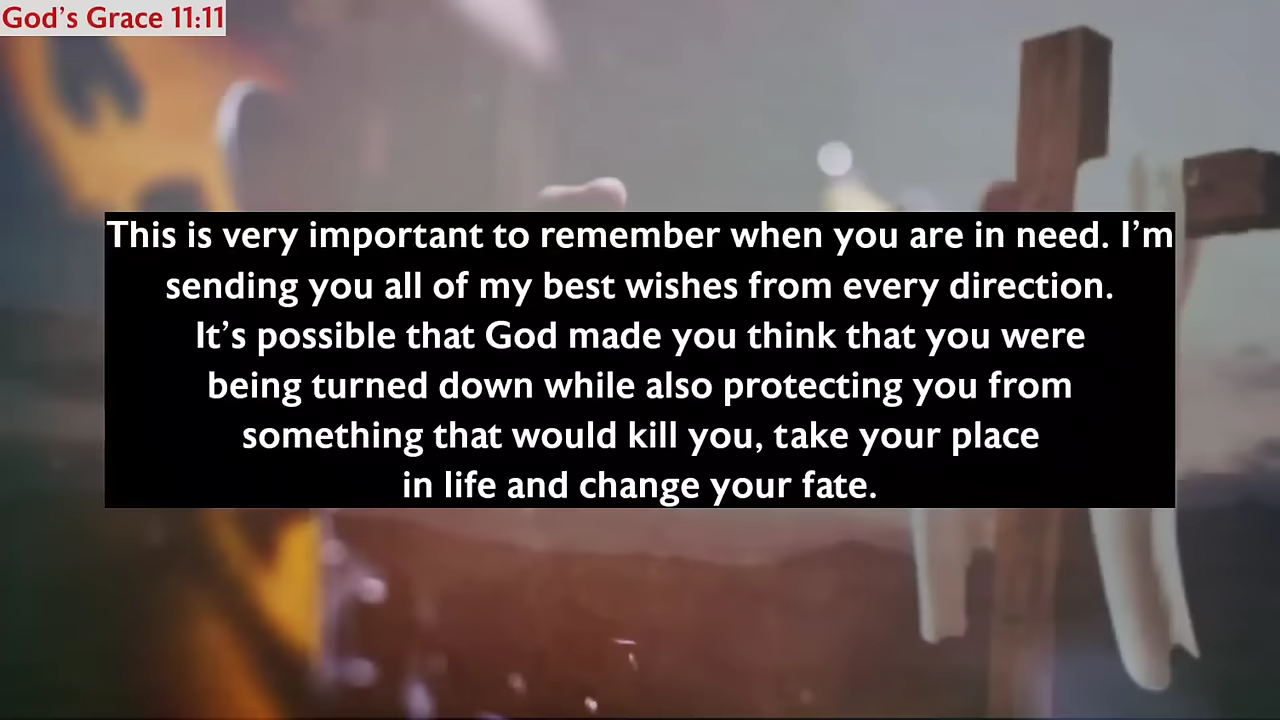 God’s Grace 11:11
This is very important to remember when you are in need. I’m
sending you all of my best wishes from every direction.
It’s possible that God made you think that you were
being turned down while also protecting you from
something that would kill you, take your place
in life and change your fate.